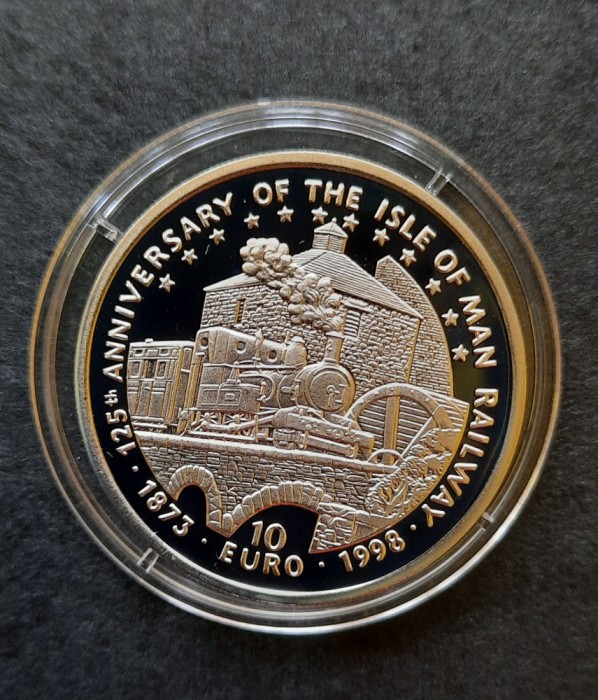 125th ANNIVERSARY OF THE ISLE OF MAN RAILWAY
· 1873 · 10 EURO · 1998 ·